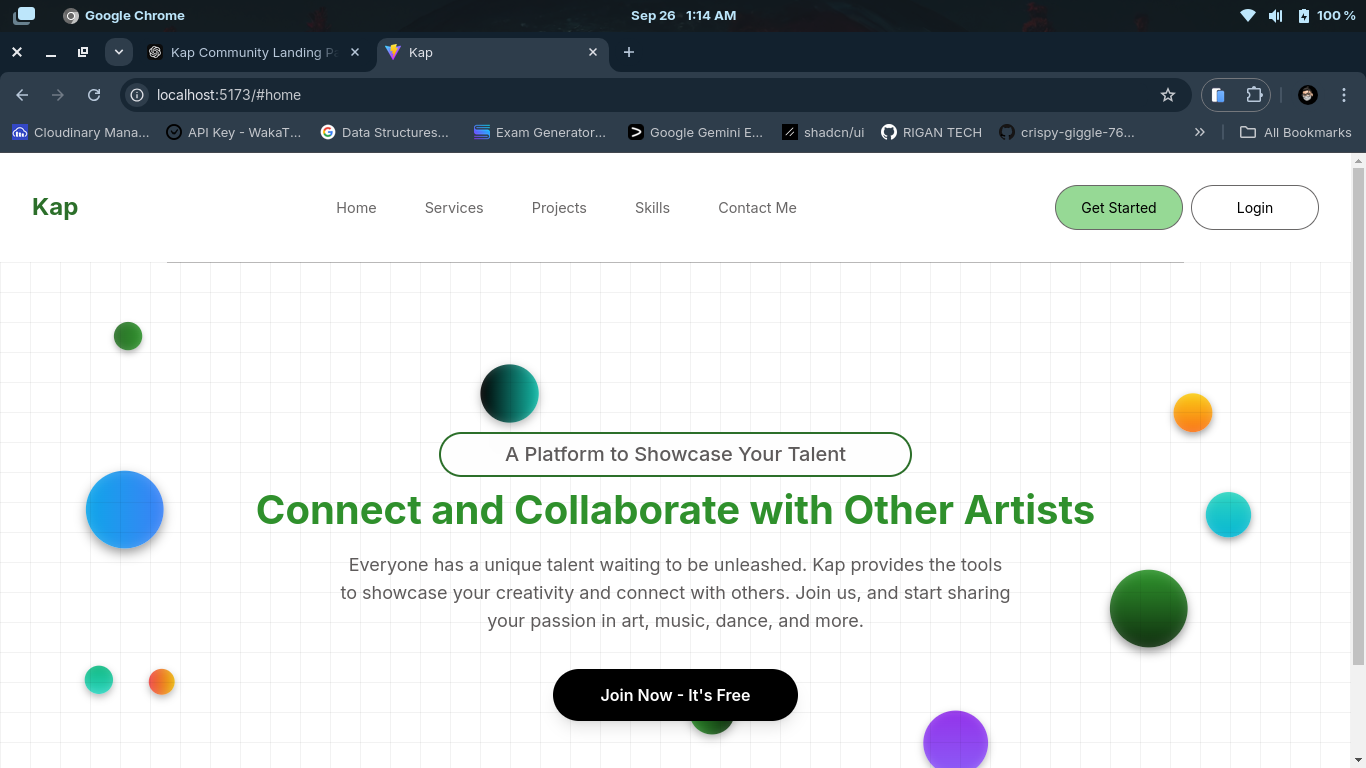 Google Chrome
Sep 26 1:14 AM
100 %
Kap Community Landing Pa
Kap
localhost:5173/#home
Cloudinary Mana...
API Key - WakaT...
Data Structures...
Exam Generator...
Google Gemini E...
shadcn/ui
RIGAN TECH
crispy-giggle-76...
All Bookmarks
Kap
Home
Services
Projects
Skills
Contact Me
Get Started
Login
A Platform to Showcase Your Talent
Connect and Collaborate with Other Artists
Everyone has a unique talent waiting to be unleashed. Kap provides the tools
to showcase your creativity and connect with others. Join us, and start sharing
your passion in art, music, dance, and more.
Join Now - It's Free